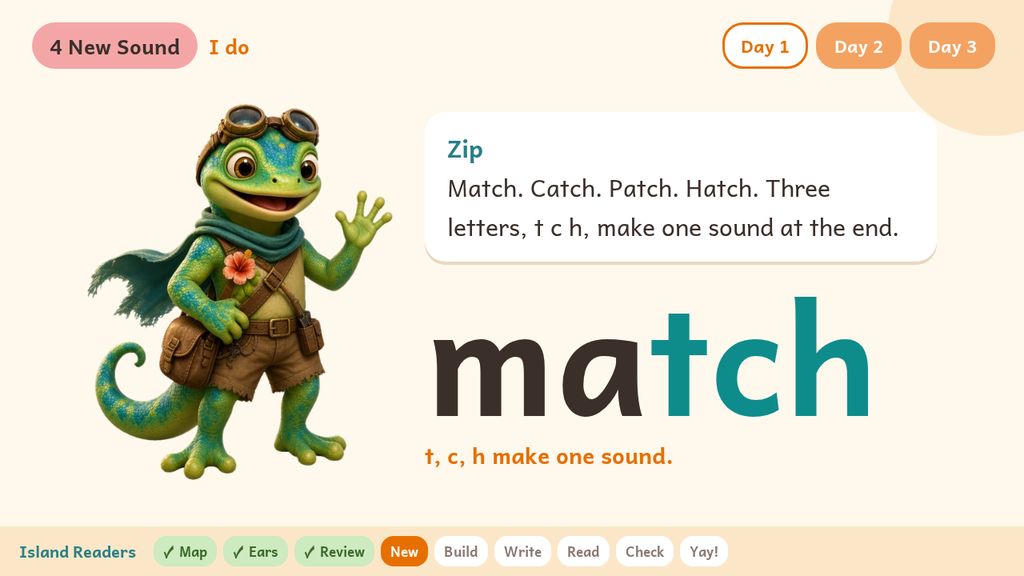 4 New Sound I do
Day 1 Day 2 Day 3
Zip
Match. Catch. Patch. Hatch. Three
letters, t c h, make one sound at the end.
match
t, c, h make one sound.
Island Readers ✓ Map ✓ Ears ✓ Review New Build Write Read Check Yay!